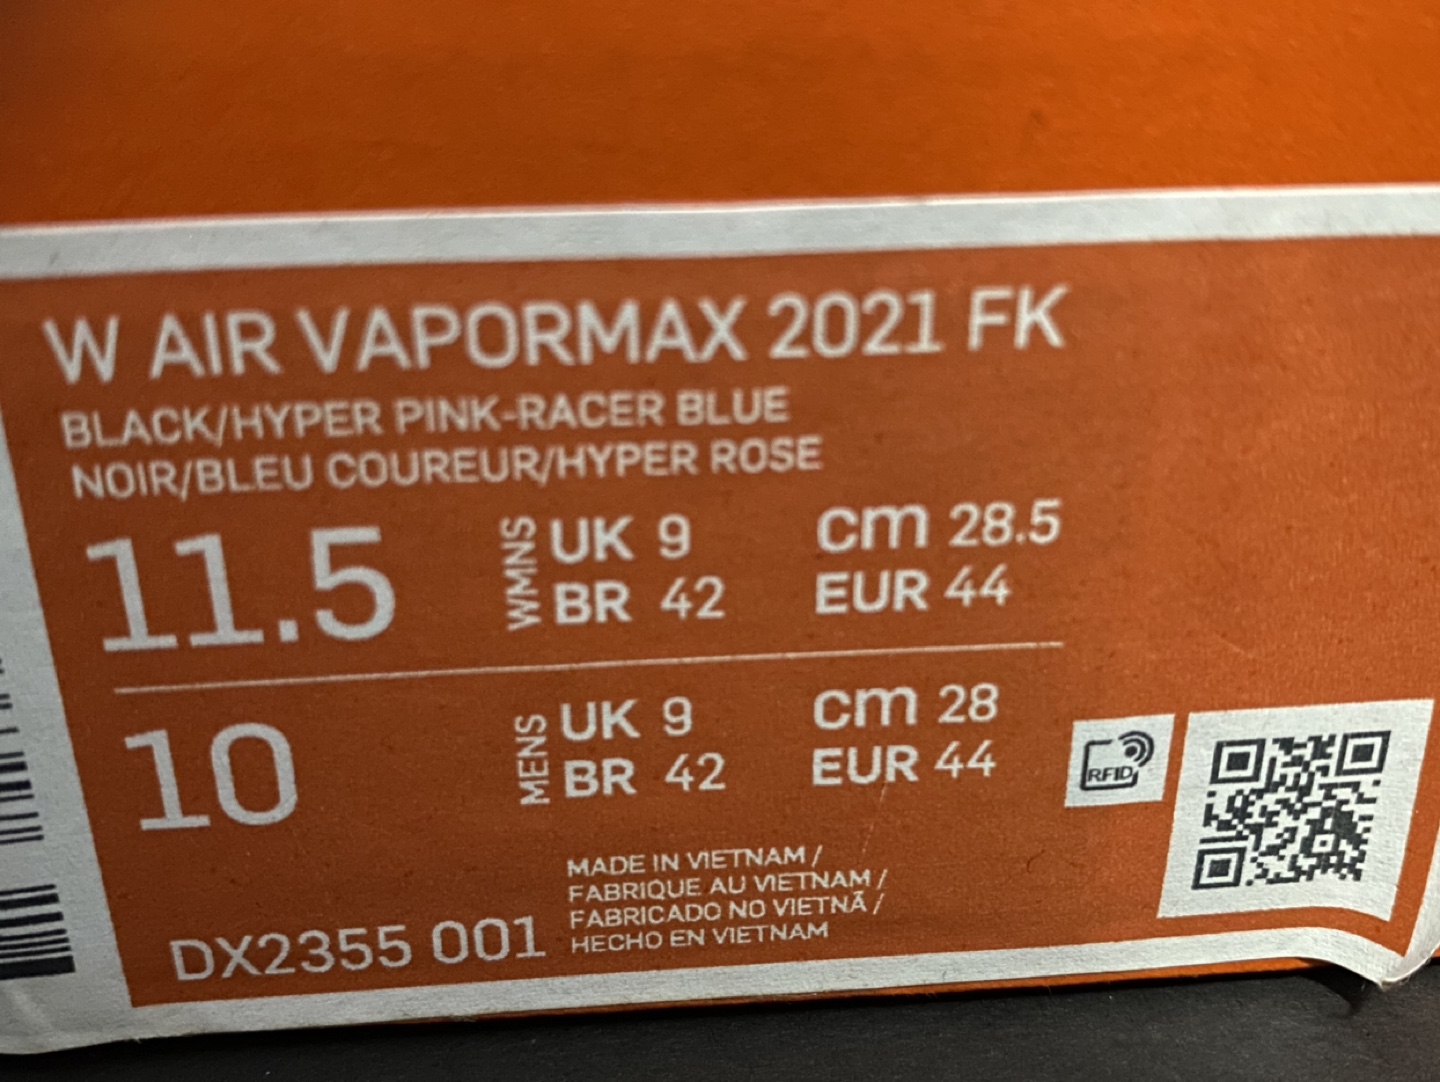 W AIR VAPORMAX 2021 FK
BLACK/HYPER PINK-RACER BLUE
NOIR/BLEU COUREUR/HYPER ROSE
11.5 WMNS UK 9 cm 28.5
BR 42 EUR 44
10 MENS UK 9 cm 28
BR 42 EUR 44
RFID
MADE IN VIETNAM /
FABRIQUE AU VIETNAM /
FABRICADO NO VIETNÃ /
HECHO EN VIETNAM
DX2355 001